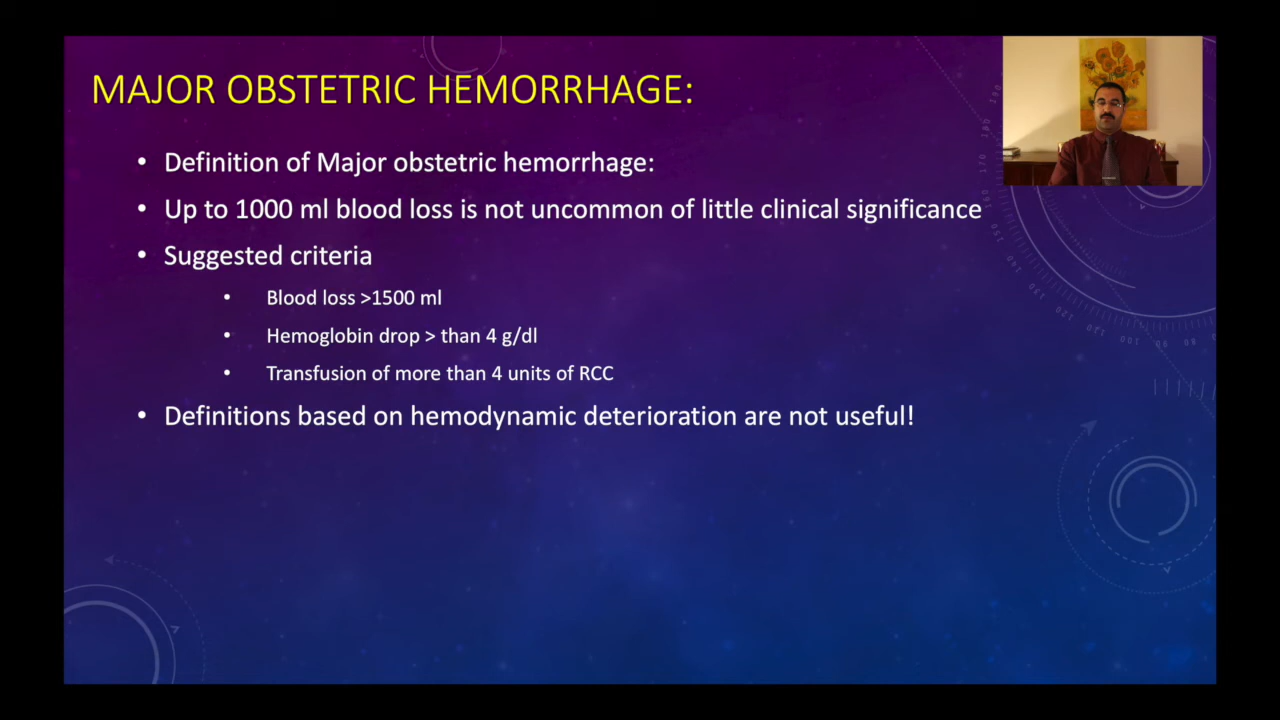 MAJOR OBSTETRIC HEMORRHAGE:
• Definition of Major obstetric hemorrhage:
• Up to 1000 ml blood loss is not uncommon of little clinical significance
• Suggested criteria
• Blood loss >1500 ml
• Hemoglobin drop > than 4 g/dl
• Transfusion of more than 4 units of RCC
• Definitions based on hemodynamic deterioration are not useful!